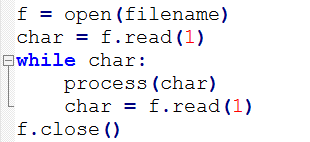 f = open(filename)
char = f.read(1)
while char:
    process(char)
    char = f.read(1)
f.close()